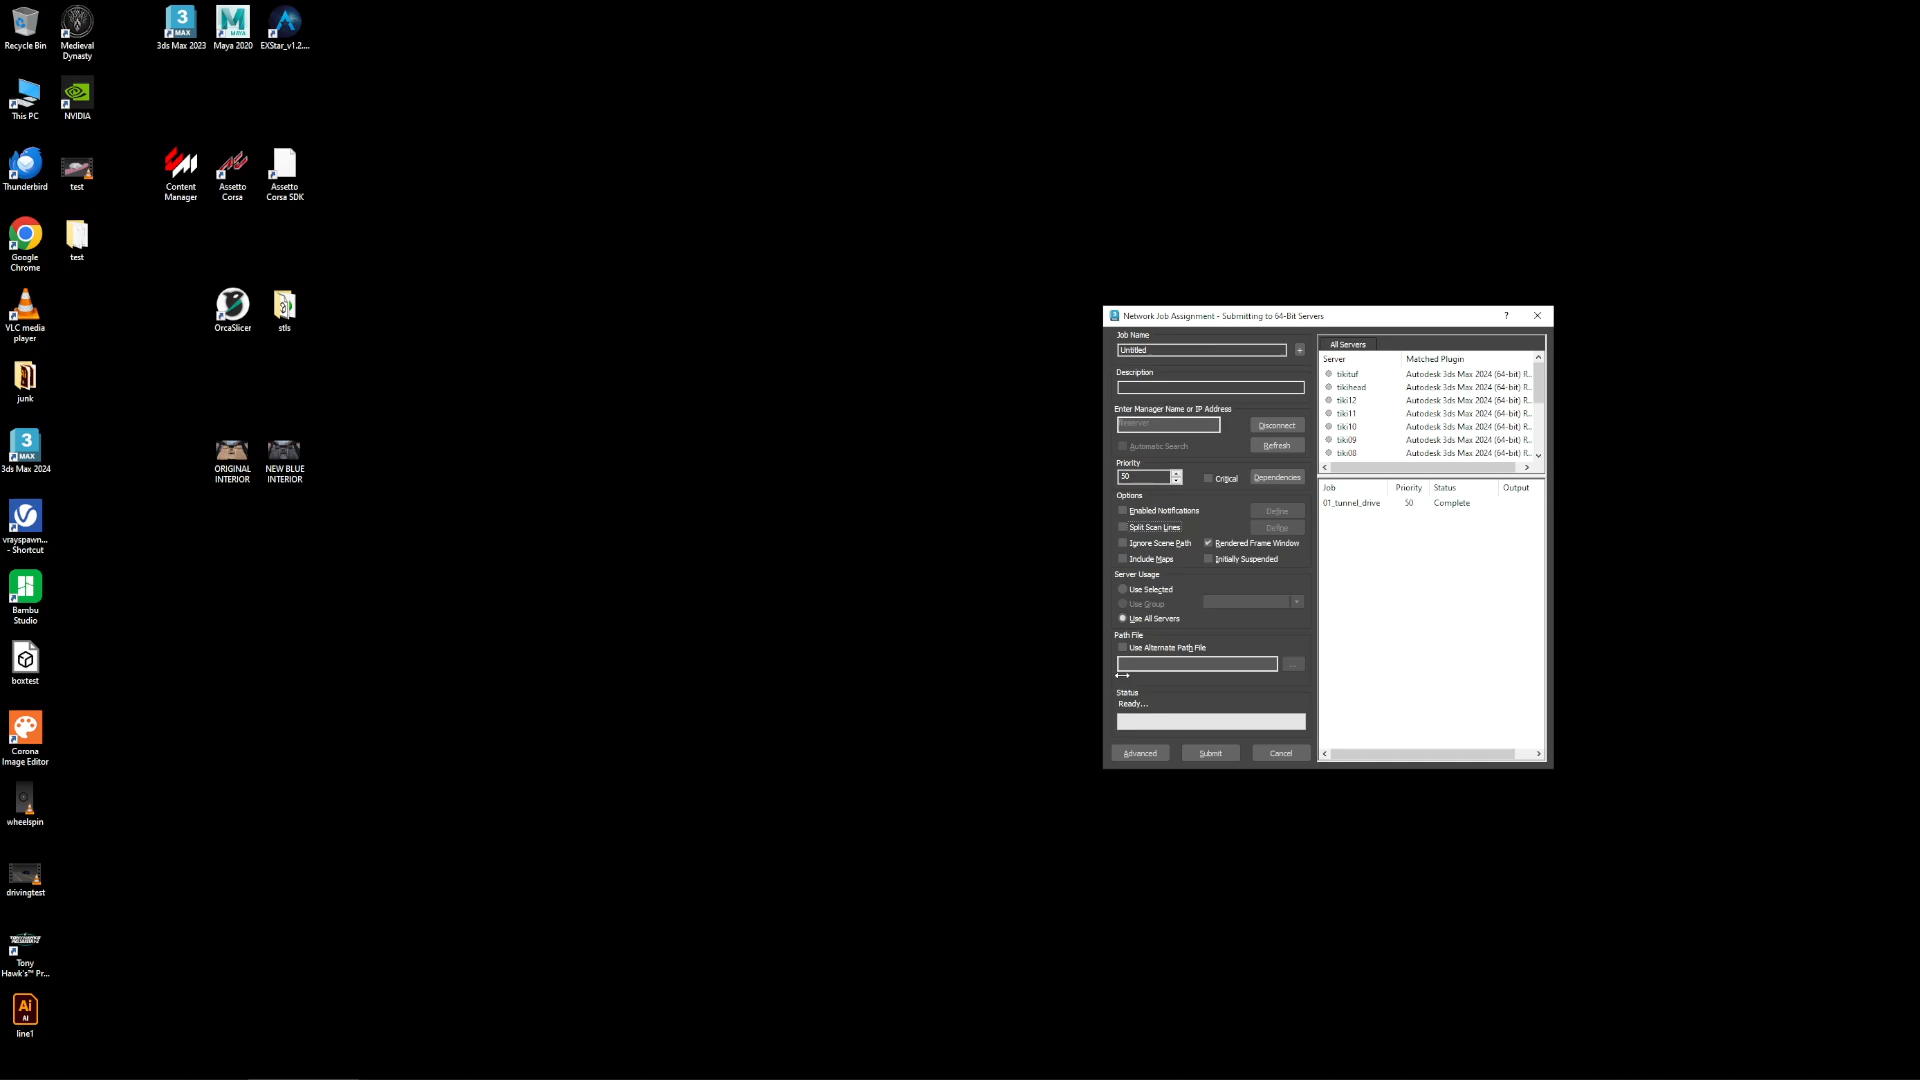 Recycle Bin
Medieval
Dynasty
3ds Max 2023
Maya 2020
EXStar_v1.2....
This PC
NVIDIA
Thunderbird
test
Content
Manager
Assetto
Corsa
Assetto
Corsa SDK
Google
Chrome
test
VLC media
player
OrcaSlicer
stls
junk
3ds Max 2024
ORIGINAL
INTERIOR
NEW BLUE
INTERIOR
vrayspawn...
- Shortcut
Bambu
Studio
boxtest
Corona
Image Editor
wheelspin
drivingtest
Tony
Hawk's™ Pr...
line1
Network Job Assignment - Submitting to 64-Bit Servers
Job Name
Untitled
+
Description
Enter Manager Name or IP Address
Disconnect
Automatic Search
Refresh
Priority
50
Critical
Dependencies
Options
Enabled Notifications
Define
Split Scan Lines
Define
Ignore Scene Path
Rendered Frame Window
Include Maps
Initially Suspended
Server Usage
Use Selected
Use Group
Use All Servers
Path File
Use Alternate Path File
...
Status
Ready...
Advanced
Submit
Cancel
All Servers
Server Matched Plugin
tikituf Autodesk 3ds Max 2024 (64-bit) R...
tikihead Autodesk 3ds Max 2024 (64-bit) R...
tiki12 Autodesk 3ds Max 2024 (64-bit) R...
tiki11 Autodesk 3ds Max 2024 (64-bit) R...
tiki10 Autodesk 3ds Max 2024 (64-bit) R...
tiki09 Autodesk 3ds Max 2024 (64-bit) R...
tiki08 Autodesk 3ds Max 2024 (64-bit) R...
Job Priority Status Output
01_tunnel_drive 50 Complete